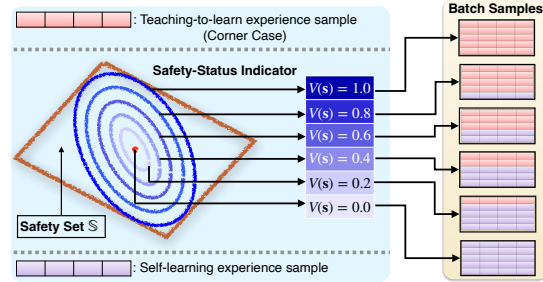 : Teaching-to-learn experience sample
(Corner Case)
Batch Samples
Safety-Status Indicator
V(s) = 1.0
V(s) = 0.8
V(s) = 0.6
V(s) = 0.4
V(s) = 0.2
V(s) = 0.0
Safety Set 𝕊
: Self-learning experience sample